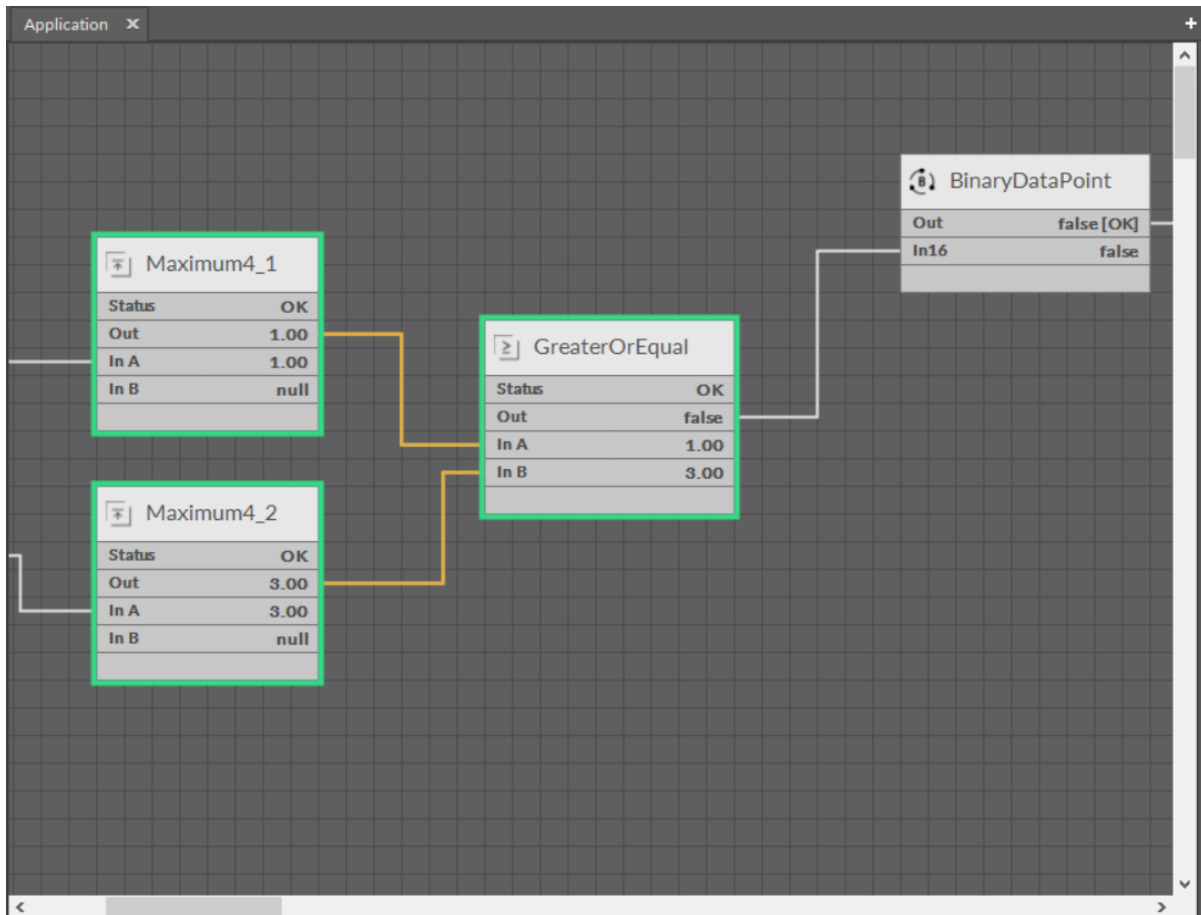 Application
BinaryDataPoint
Out false [OK]
In16 false
Maximum4_1
Status OK
Out 1.00
In A 1.00
In B null
GreaterOrEqual
Status OK
Out false
In A 1.00
In B 3.00
Maximum4_2
Status OK
Out 3.00
In A 3.00
In B null